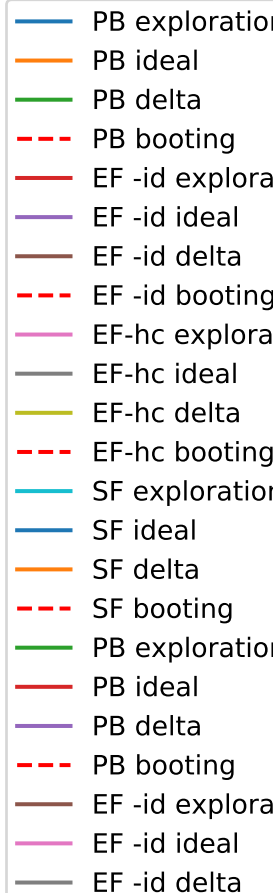 PB exploration
PB ideal
PB delta
PB booting
EF -id explora
EF -id ideal
EF -id delta
EF -id booting
EF-hc explora
EF-hc ideal
EF-hc delta
EF-hc booting
SF exploration
SF ideal
SF delta
SF booting
PB exploration
PB ideal
PB delta
PB booting
EF -id explora
EF -id ideal
EF -id delta